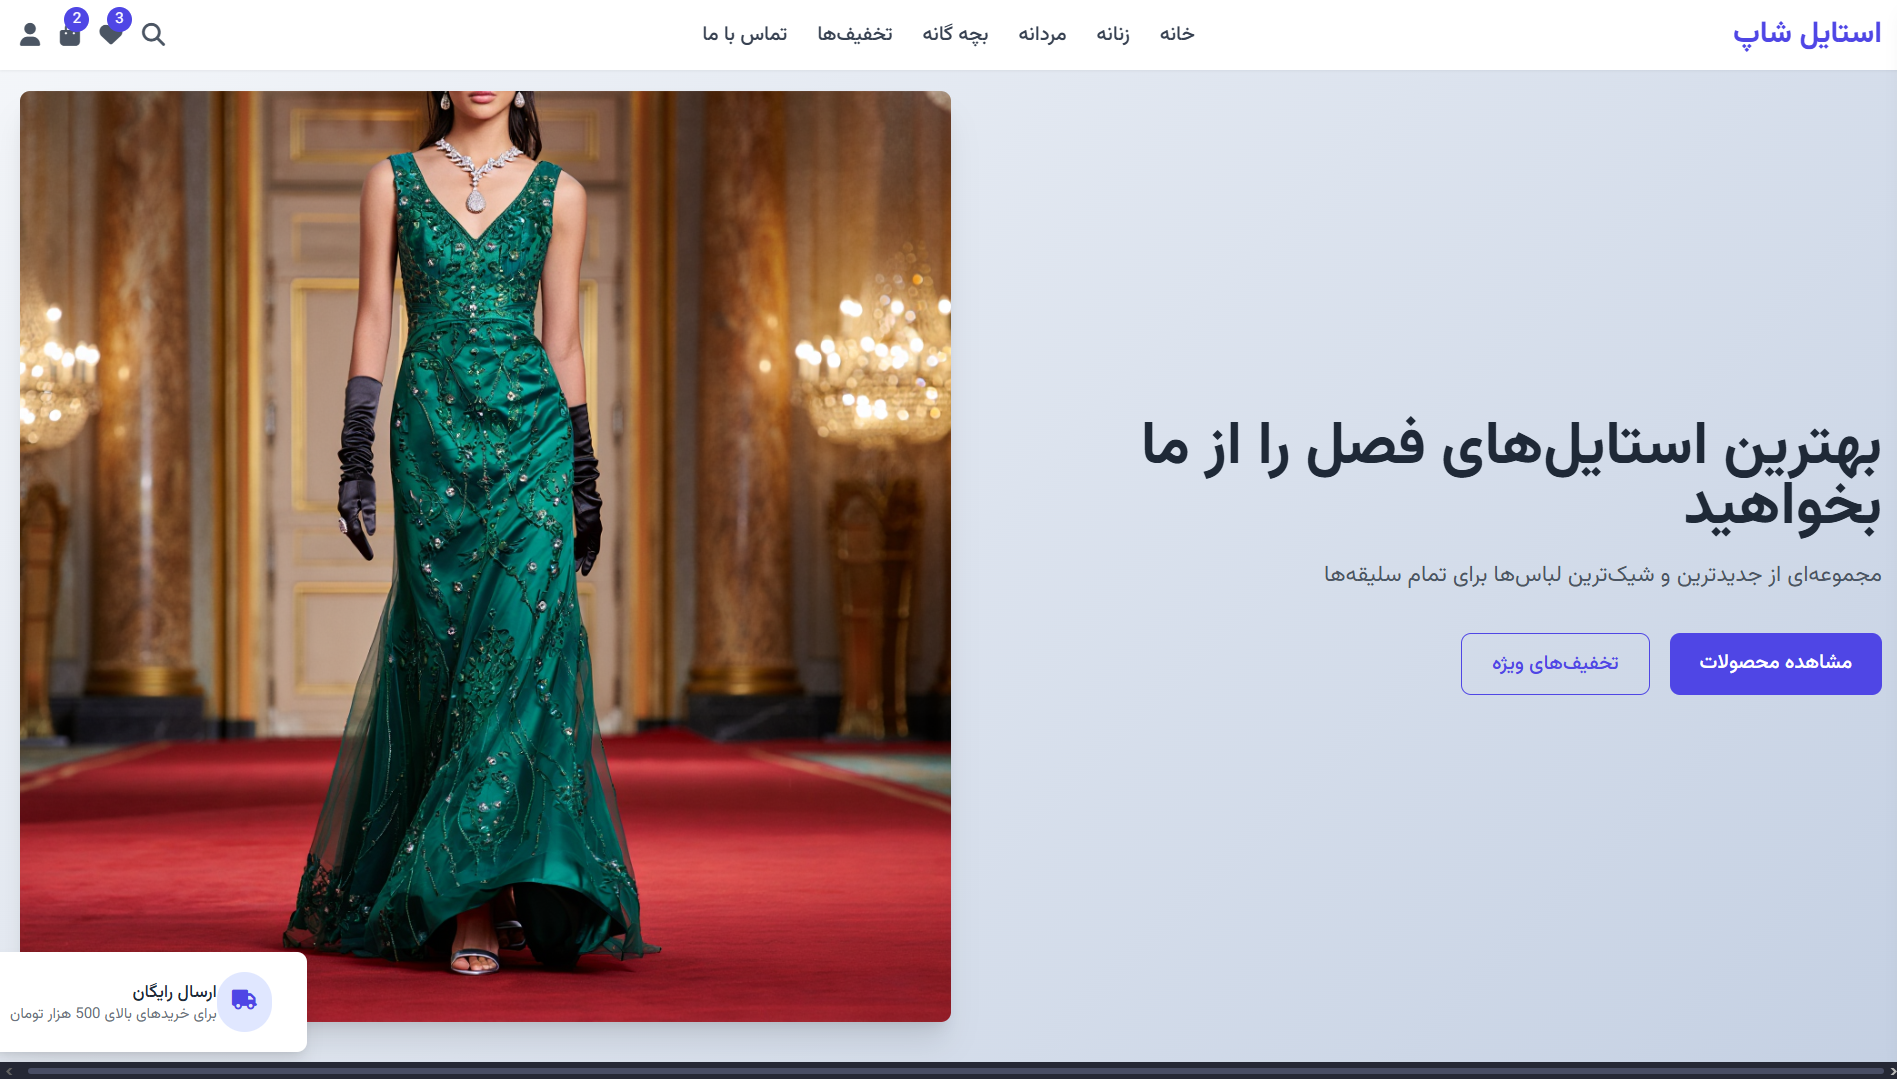 استایل شاپ
خانه
زنانه
مردانه
بچه گانه
تخفیف‌ها
تماس با ما
3
2
بهترین استایل‌های فصل را از ما
بخواهید
مجموعه‌ای از جدیدترین و شیک‌ترین لباس‌ها برای تمام سلیقه‌ها
مشاهده محصولات
تخفیف‌های ویژه
ارسال رایگان
برای خریدهای بالای 500 هزار تومان